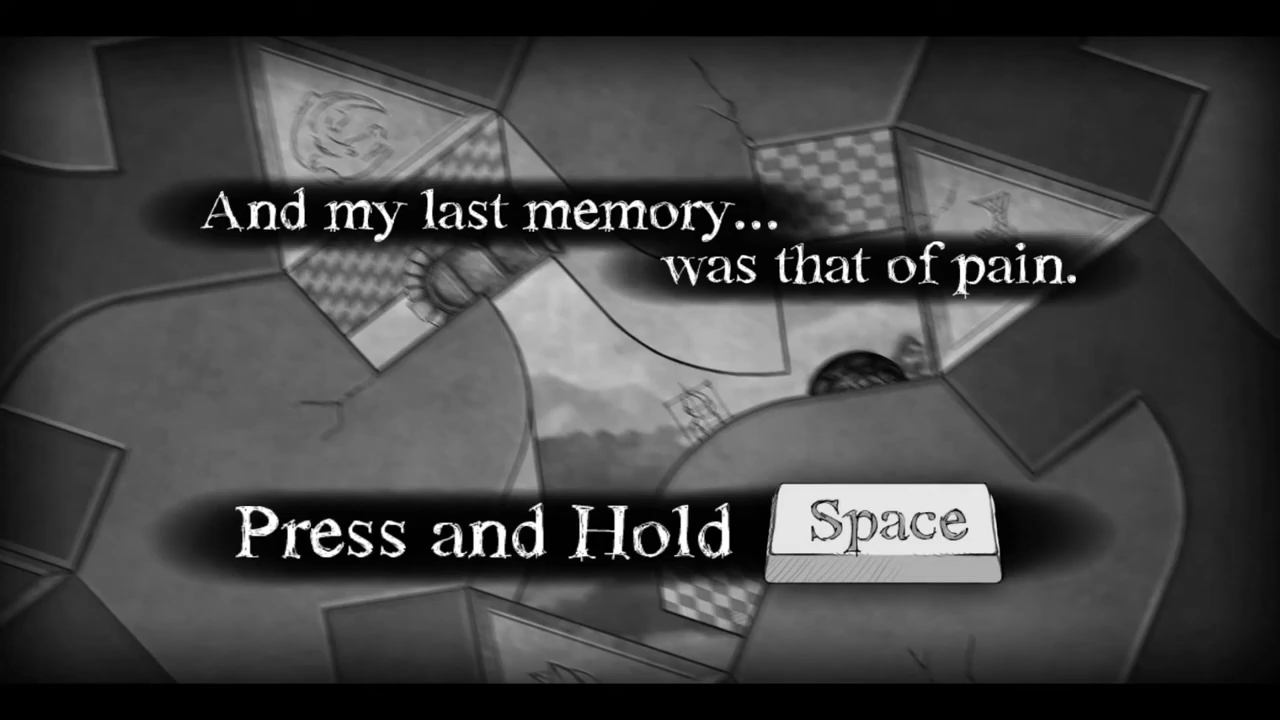 And my last memory...
was that of pain.
Press and Hold Space